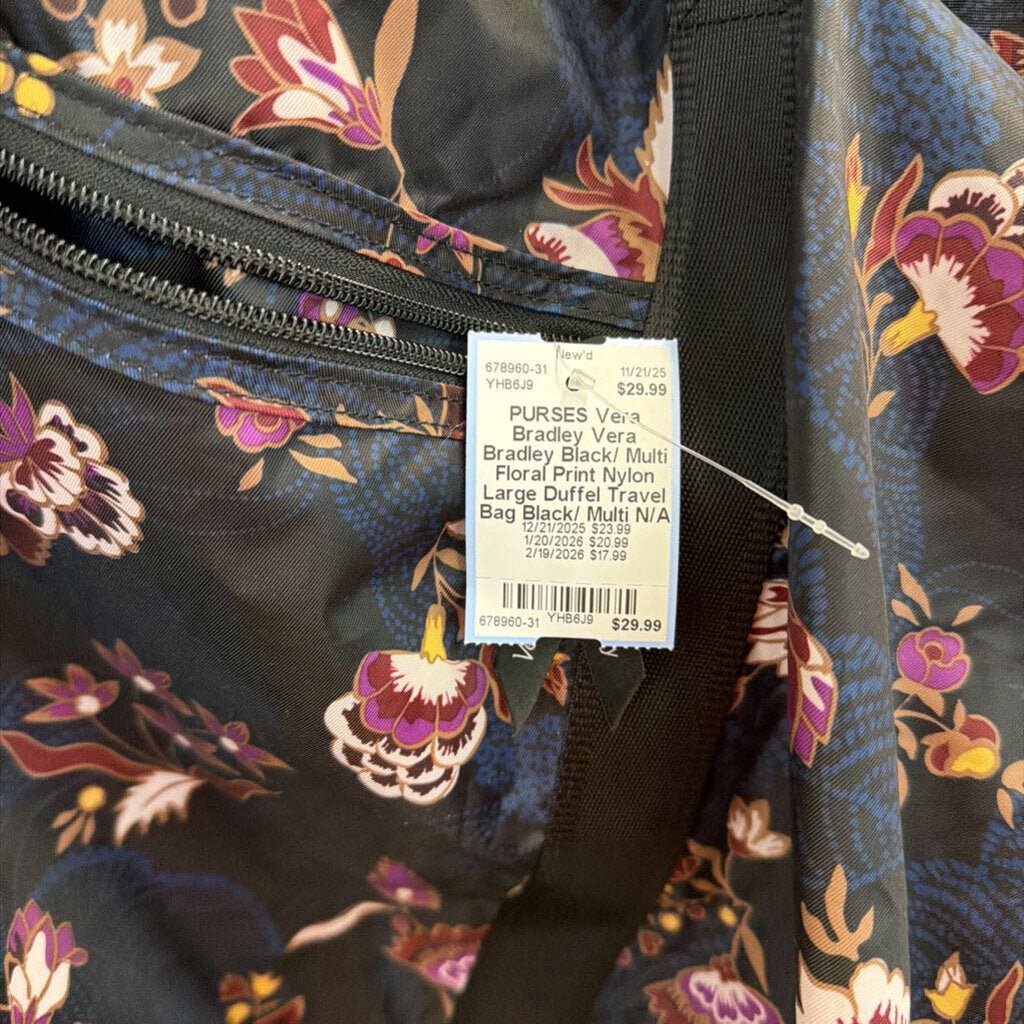 New'd
678960-31 11/21/25
YHB6J9 $29.99
PURSES Vera
Bradley Vera
Bradley Black/ Multi
Floral Print Nylon
Large Duffel Travel
Bag Black/ Multi N/A
12/21/2025 $23.99
1/20/2026 $20.99
2/19/2026 $17.99
678960-31 YHB6J9 $29.99